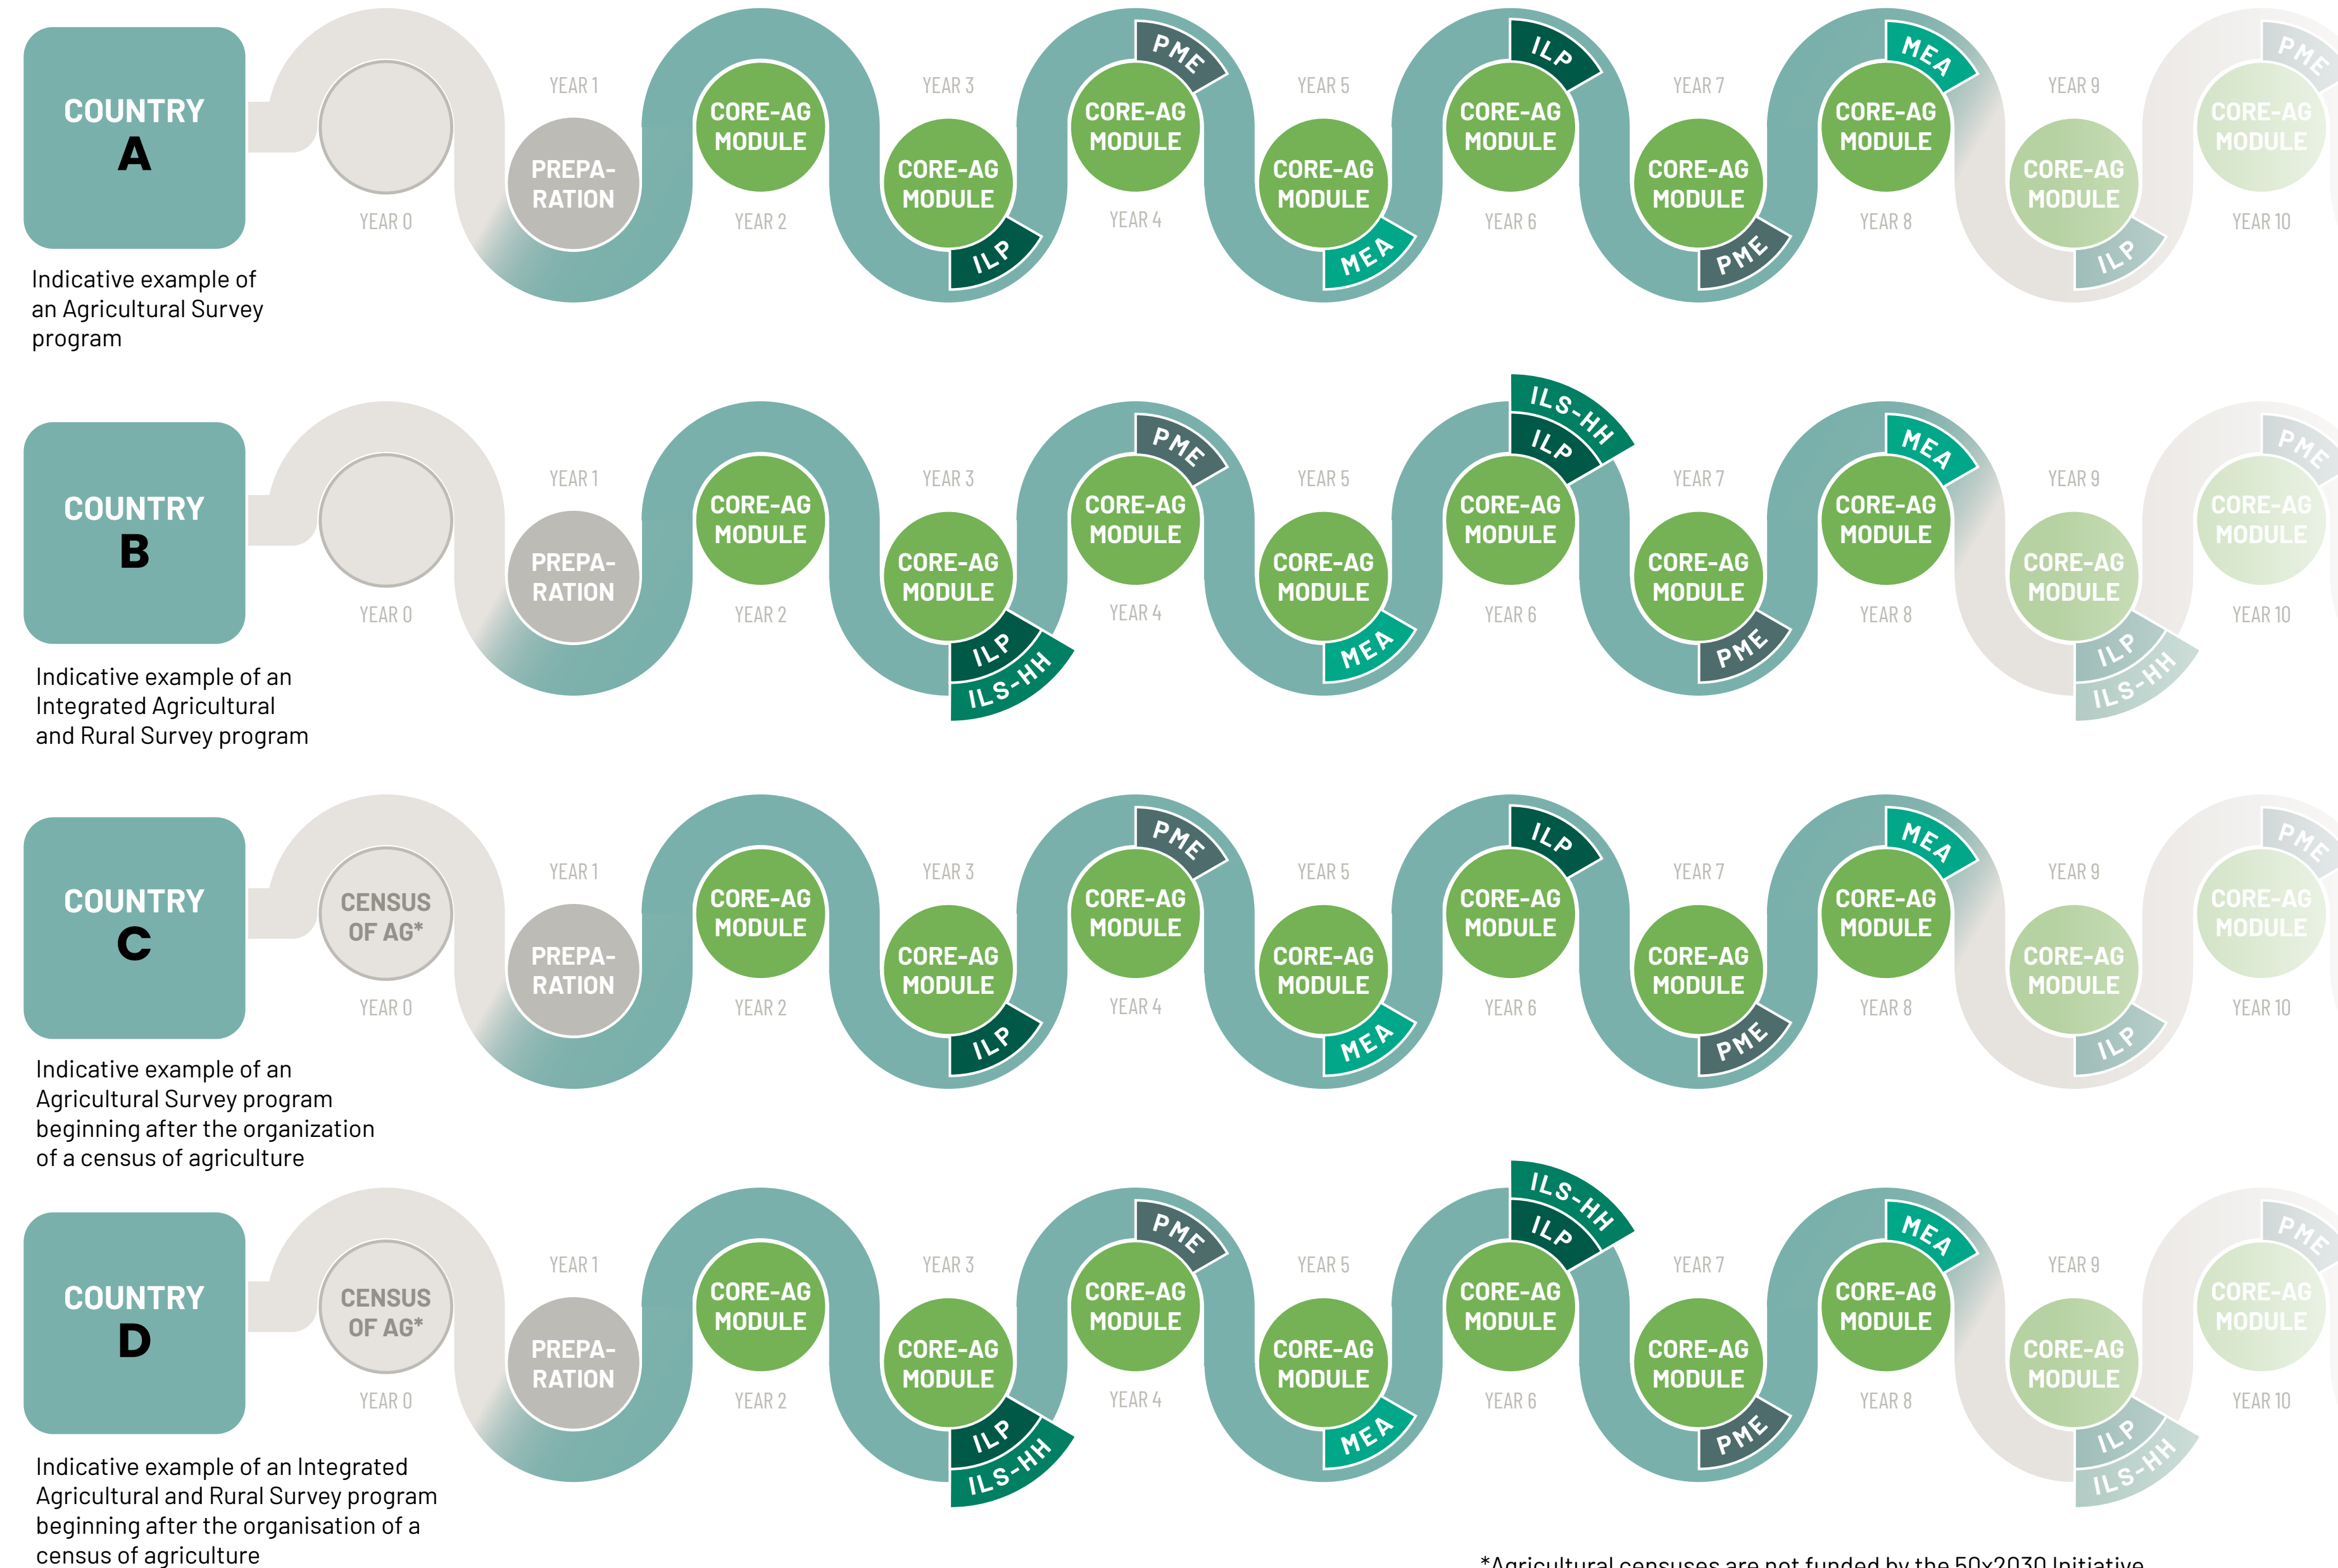 COUNTRY
A
Indicative example of
an Agricultural Survey
program
YEAR 0
YEAR 1
PREPA-
RATION
CORE-AG
MODULE
YEAR 2
YEAR 3
CORE-AG
MODULE
ILP
PME
CORE-AG
MODULE
YEAR 4
YEAR 5
CORE-AG
MODULE
MEA
ILP
CORE-AG
MODULE
YEAR 6
YEAR 7
CORE-AG
MODULE
PME
MEA
CORE-AG
MODULE
YEAR 8
YEAR 9
CORE-AG
MODULE
ILP
PME
CORE-AG
MODULE
YEAR 10
COUNTRY
B
Indicative example of an
Integrated Agricultural
and Rural Survey program
YEAR 0
YEAR 1
PREPA-
RATION
CORE-AG
MODULE
YEAR 2
YEAR 3
CORE-AG
MODULE
ILP
ILS-HH
PME
CORE-AG
MODULE
YEAR 4
YEAR 5
CORE-AG
MODULE
MEA
ILS-HH
ILP
CORE-AG
MODULE
YEAR 6
YEAR 7
CORE-AG
MODULE
PME
MEA
CORE-AG
MODULE
YEAR 8
YEAR 9
CORE-AG
MODULE
ILP
ILS-HH
PME
CORE-AG
MODULE
YEAR 10
COUNTRY
C
Indicative example of an
Agricultural Survey program
beginning after the organization
of a census of agriculture
CENSUS
OF AG*
YEAR 0
YEAR 1
PREPA-
RATION
CORE-AG
MODULE
YEAR 2
YEAR 3
CORE-AG
MODULE
ILP
PME
CORE-AG
MODULE
YEAR 4
YEAR 5
CORE-AG
MODULE
MEA
ILP
CORE-AG
MODULE
YEAR 6
YEAR 7
CORE-AG
MODULE
PME
MEA
CORE-AG
MODULE
YEAR 8
YEAR 9
CORE-AG
MODULE
ILP
PME
CORE-AG
MODULE
YEAR 10
COUNTRY
D
Indicative example of an Integrated
Agricultural and Rural Survey program
beginning after the organisation of a
census of agriculture
CENSUS
OF AG*
YEAR 0
YEAR 1
PREPA-
RATION
CORE-AG
MODULE
YEAR 2
YEAR 3
CORE-AG
MODULE
ILP
ILS-HH
PME
CORE-AG
MODULE
YEAR 4
YEAR 5
CORE-AG
MODULE
MEA
ILS-HH
ILP
CORE-AG
MODULE
YEAR 6
YEAR 7
CORE-AG
MODULE
PME
MEA
CORE-AG
MODULE
YEAR 8
YEAR 9
CORE-AG
MODULE
ILP
ILS-HH
PME
CORE-AG
MODULE
YEAR 10
*Agricultural censuses are not funded by the 50x2030 Initiative